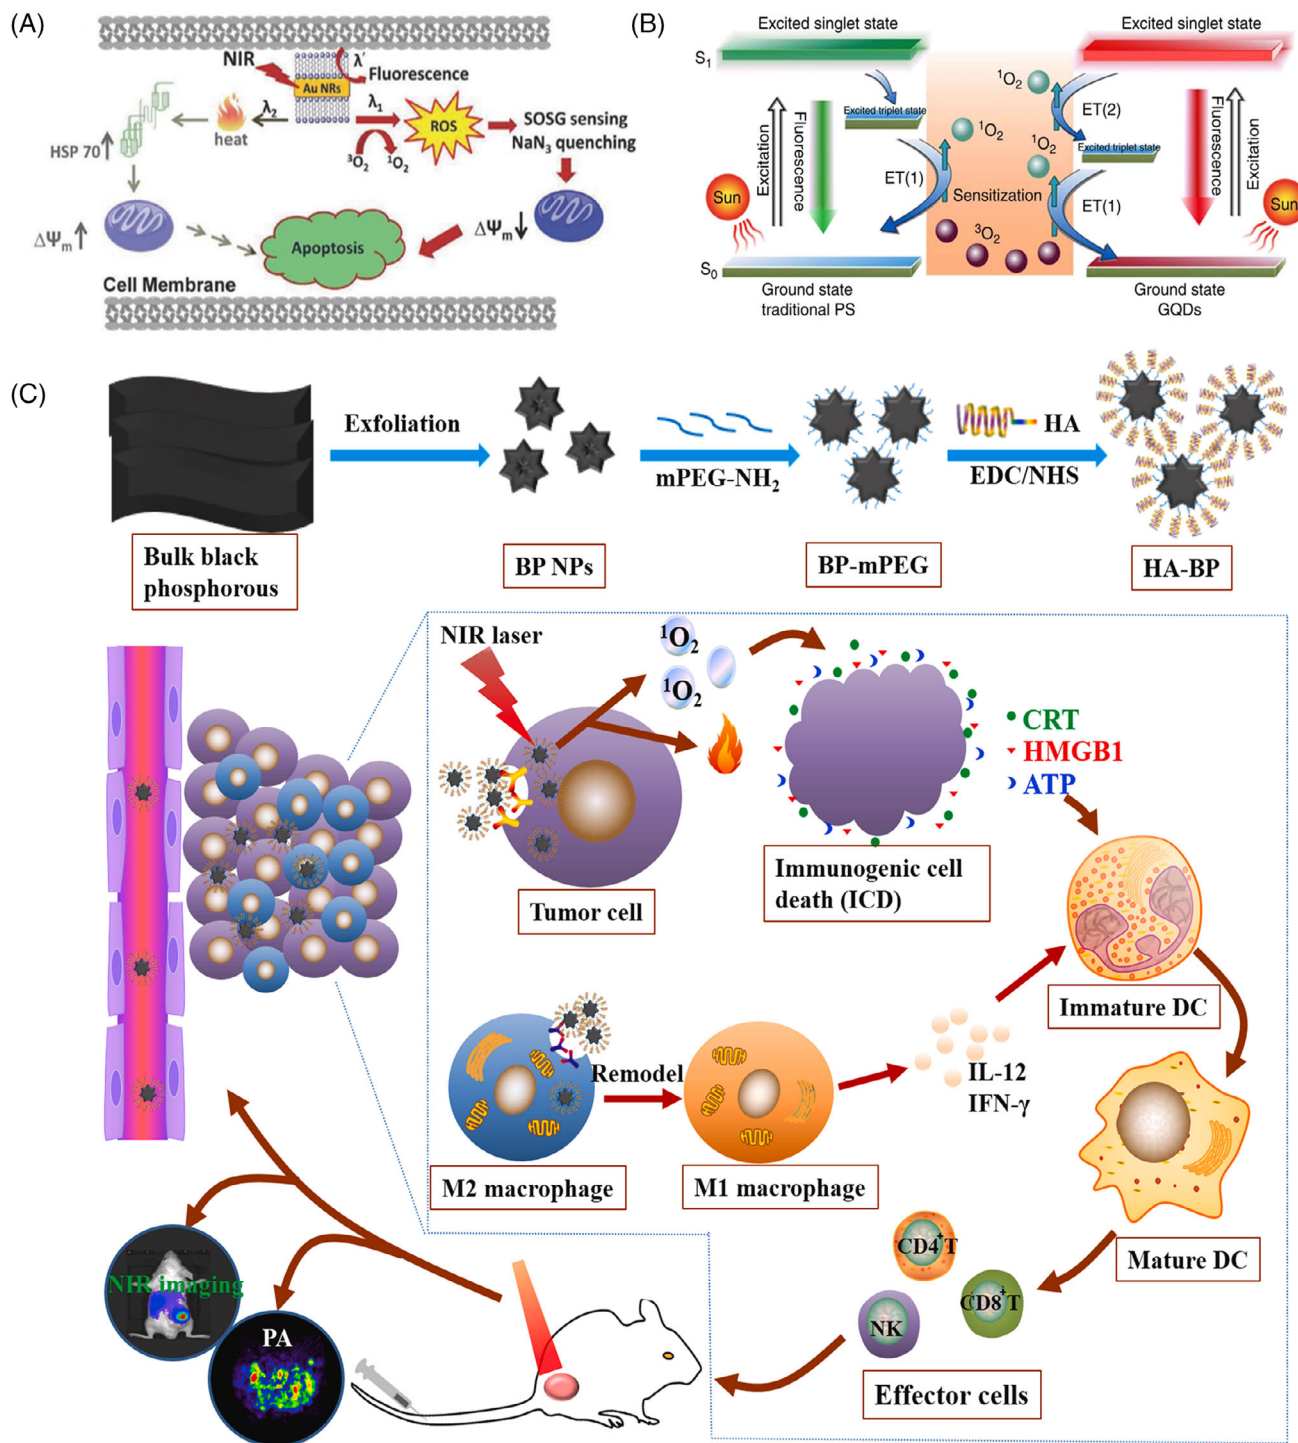 (A)
NIR
λ'
Fluorescence
Au NRs
λ₂
λ₁
HSP 70
heat
ROS
SOSG sensing
NaN₃ quenching
³O₂
¹O₂
ΔΨₘ
Apoptosis
ΔΨₘ
Cell Membrane
(B)
Excited singlet state
Excited singlet state
S₁
¹O₂
ET(2)
Excited triplet state
¹O₂
¹O₂
Excited triplet state
Excitation
Fluorescence
Fluorescence
Excitation
Sun
ET(1)
Sensitization
ET(1)
Sun
³O₂
S₀
Ground state
traditional PS
Ground state
GQDs
(C)
Exfoliation
mPEG-NH₂
HA
EDC/NHS
Bulk black
phosphorous
BP NPs
BP-mPEG
HA-BP
NIR laser
¹O₂
¹O₂
CRT
HMGB1
ATP
Tumor cell
Immunogenic cell
death (ICD)
Immature DC
Remodel
IL-12
IFN-γ
M2 macrophage
M1 macrophage
Mature DC
CD4⁺T
CD8⁺T
NK
Effector cells
NIR imaging
PA